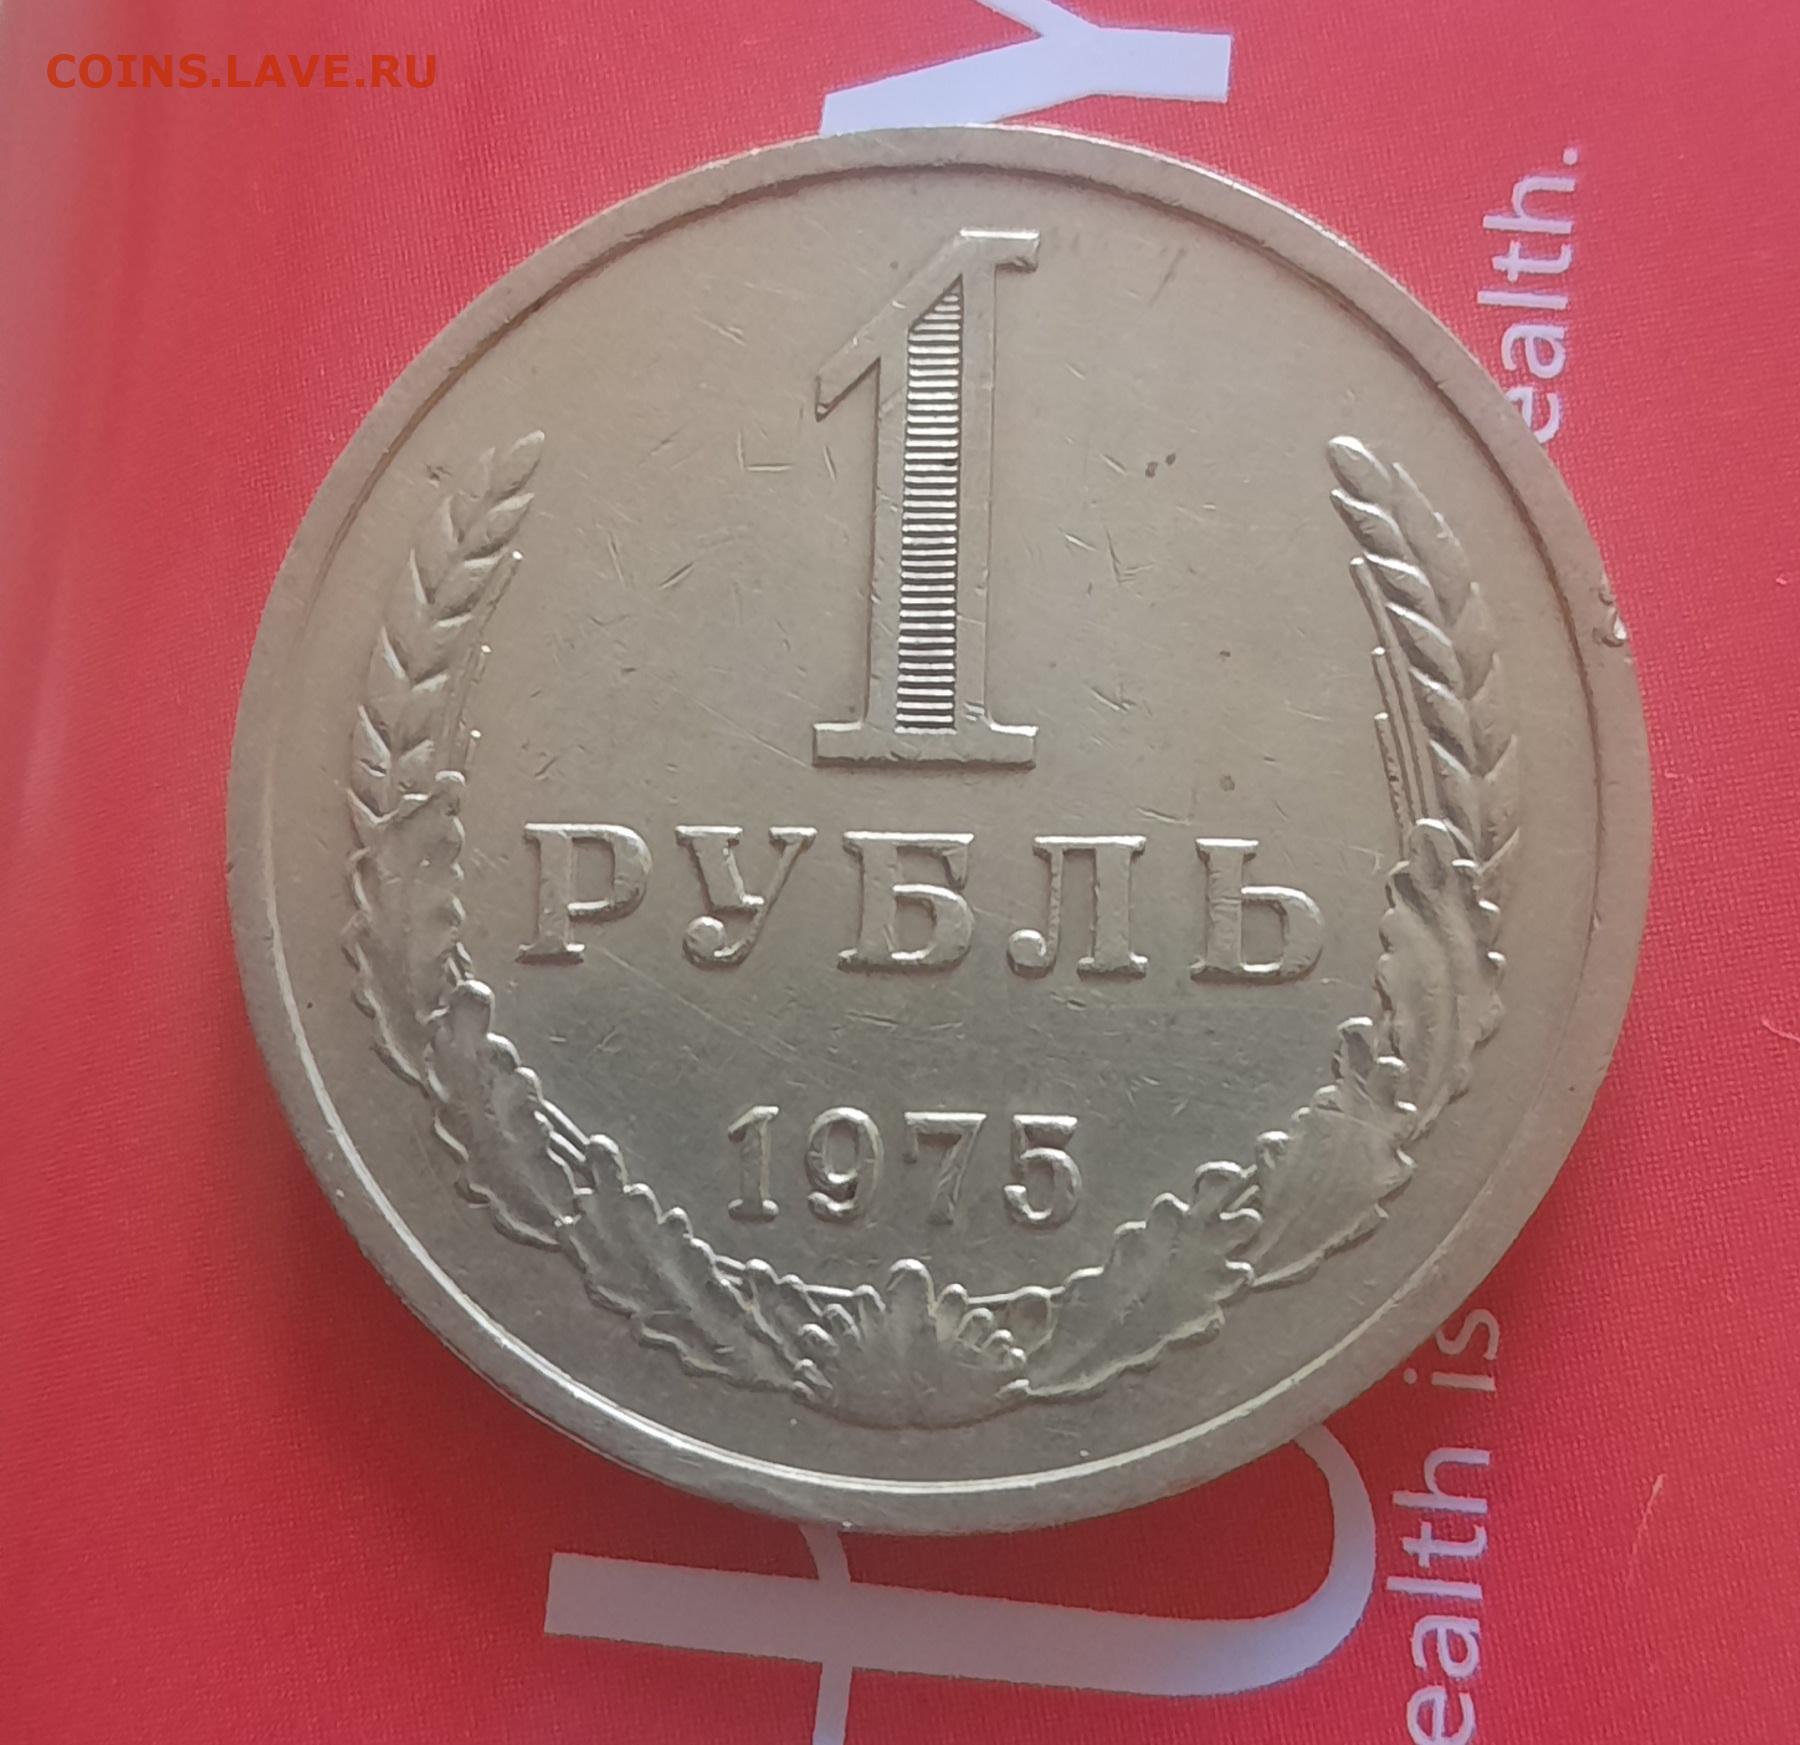 COINS.LAVE.RU
1
РУБЛЬ
1975
ealth.
ealth is